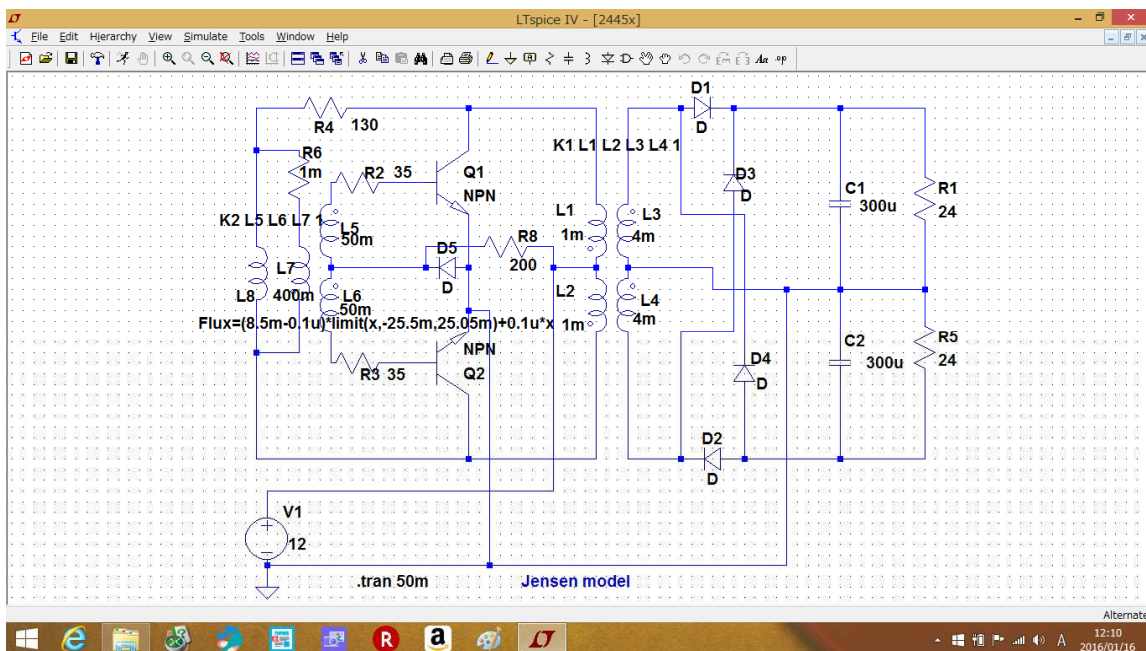 LTspice IV - [2445x]
File Edit Hierarchy View Simulate Tools Window Help
D1
D
R4 130
K1 L1 L2 L3 L4 1
R6
1m
R2 35
Q1
NPN
D3
D
C1
300u
R1
24
K2 L5 L6 L7 1
L5
50m
L1
1m
L3
4m
D5
D
R8
200
L7
400m
L8
L6
50m
L2
1m
L4
4m
Flux=(8.5m-0.1u)*limit(x,-25.5m,25.05m)+0.1u*x
NPN
Q2
R3 35
D4
D
C2
300u
R5
24
D2
D
V1
12
.tran 50m
Jensen model
Alternate
12:10
2016/01/16